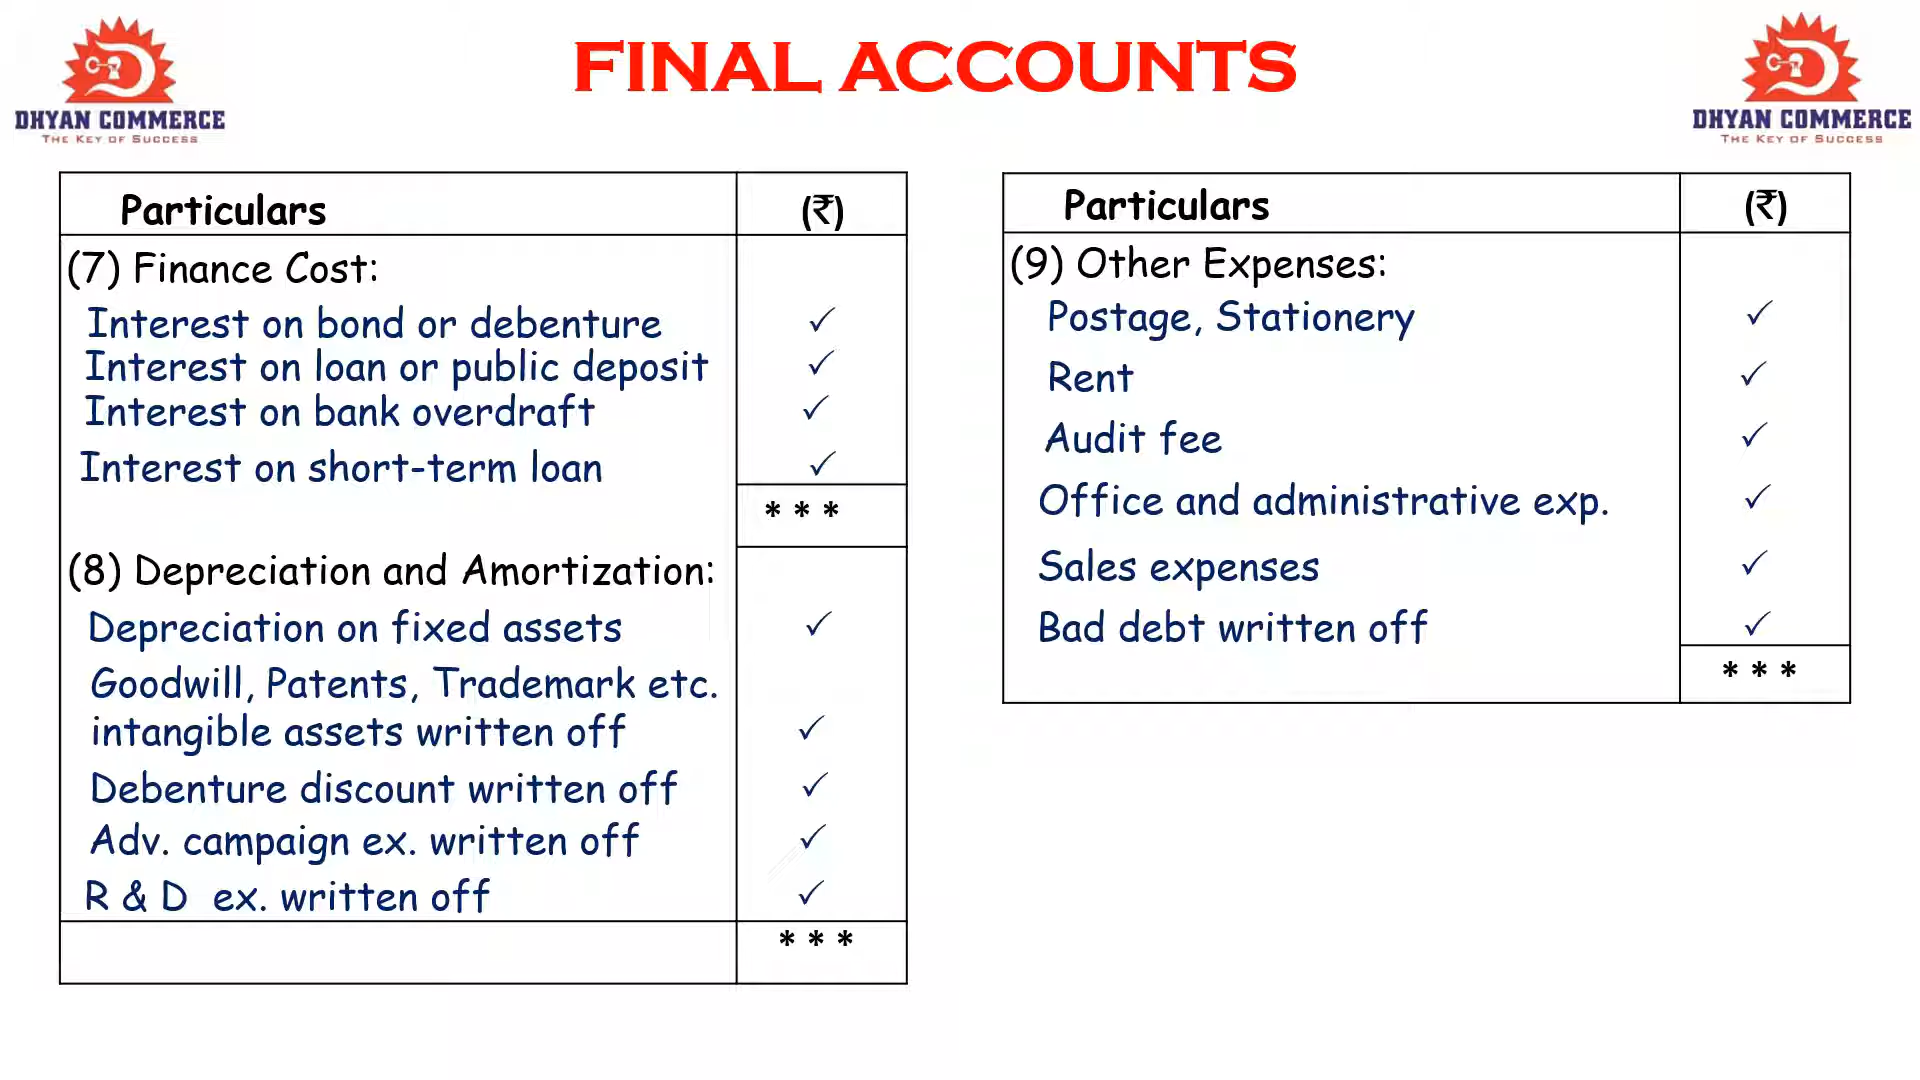 FINAL ACCOUNTS
DHYAN COMMERCE
THE KEY OF SUCCESS
DHYAN COMMERCE
THE KEY OF SUCCESS
Particulars (₹)
(7) Finance Cost:
Interest on bond or debenture ✓
Interest on loan or public deposit ✓
Interest on bank overdraft ✓
Interest on short-term loan ✓
* * *
(8) Depreciation and Amortization:
Depreciation on fixed assets ✓
Goodwill, Patents, Trademark etc.
intangible assets written off ✓
Debenture discount written off ✓
Adv. campaign ex. written off ✓
R & D ex. written off ✓
* * *
Particulars (₹)
(9) Other Expenses:
Postage, Stationery ✓
Rent ✓
Audit fee ✓
Office and administrative exp. ✓
Sales expenses ✓
Bad debt written off ✓
* * *